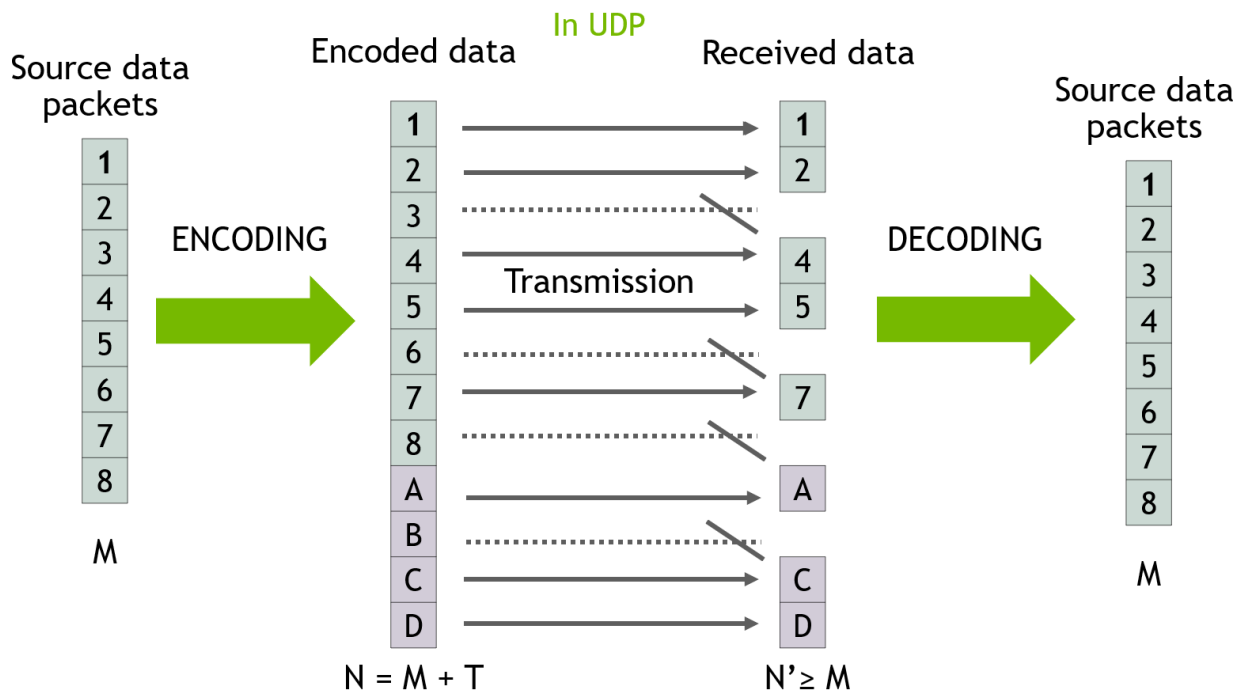 In UDP
Source data
packets
1
2
3
4
5
6
7
8
M
ENCODING
Encoded data
1
2
3
4
5
6
7
8
A
B
C
D
N = M + T
Transmission
Received data
1
2
4
5
7
A
C
D
N’ ≥ M
DECODING
Source data
packets
1
2
3
4
5
6
7
8
M